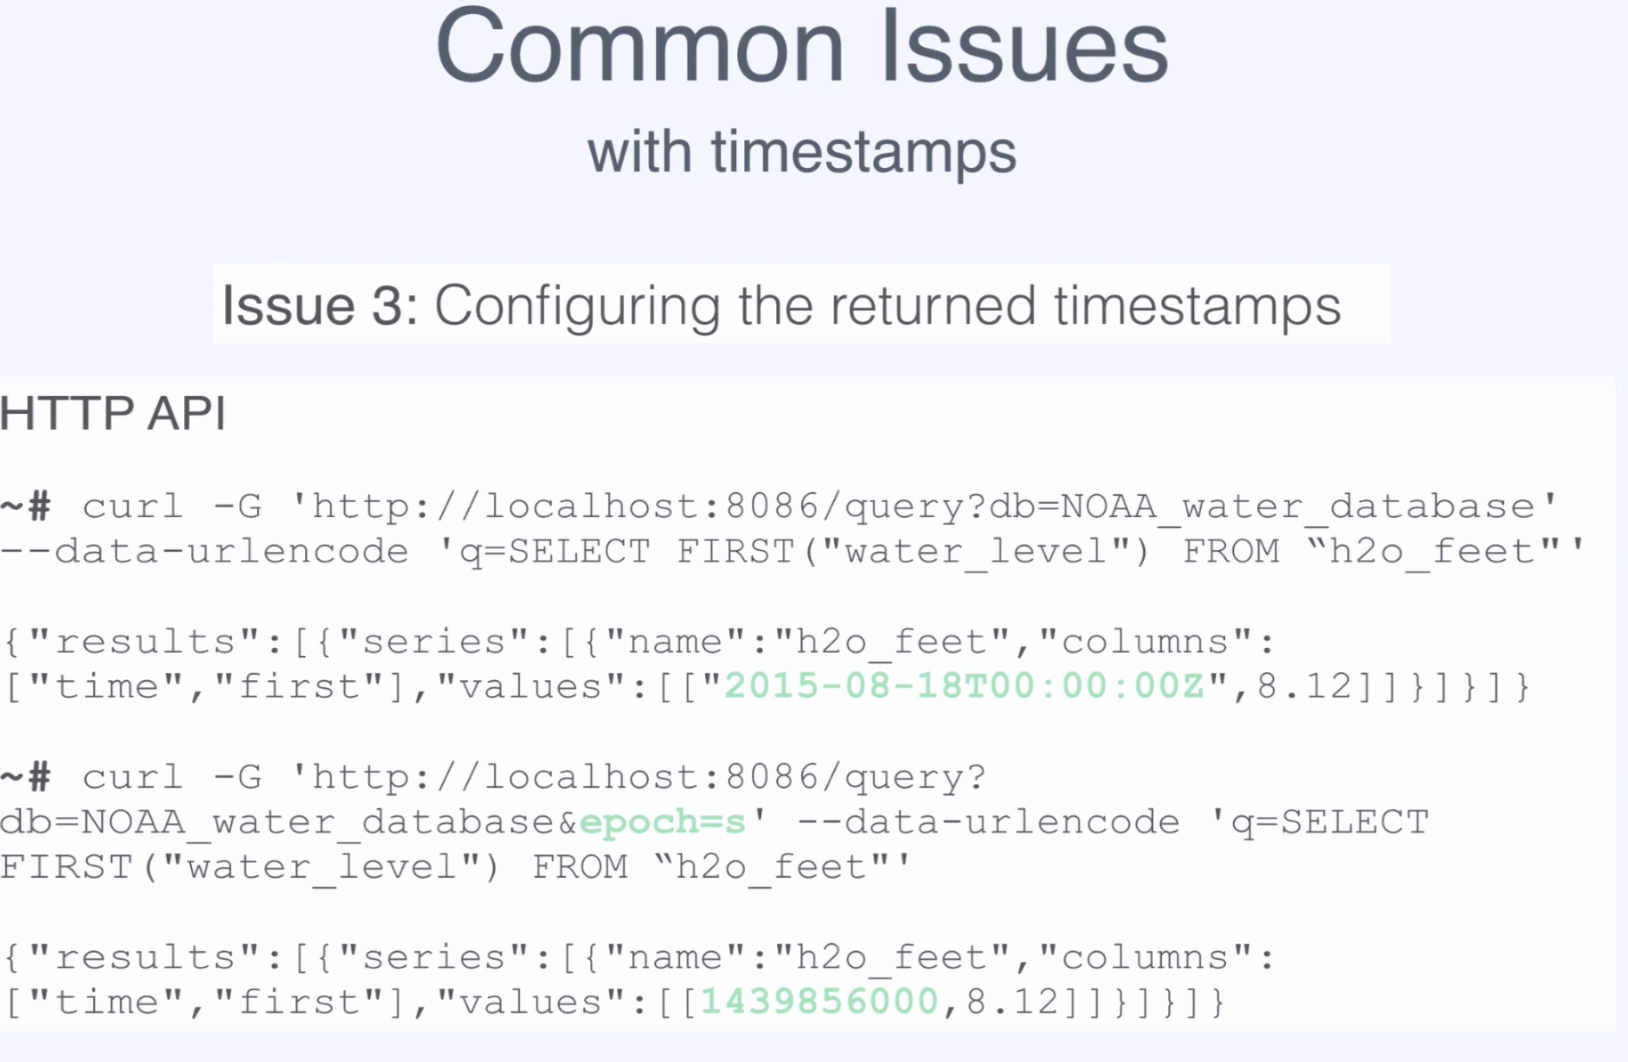 Common Issues
with timestamps
Issue 3: Configuring the returned timestamps
HTTP API
~# curl -G 'http://localhost:8086/query?db=NOAA_water_database'
--data-urlencode 'q=SELECT FIRST("water_level") FROM “h2o_feet"'
{"results":[{"series":[{"name":"h2o_feet","columns":
["time","first"],"values":[["2015-08-18T00:00:00Z",8.12]]}]}]}
~# curl -G 'http://localhost:8086/query?
db=NOAA_water_database&epoch=s' --data-urlencode 'q=SELECT
FIRST("water_level") FROM “h2o_feet"'
{"results":[{"series":[{"name":"h2o_feet","columns":
["time","first"],"values":[[1439856000,8.12]]}]}]}